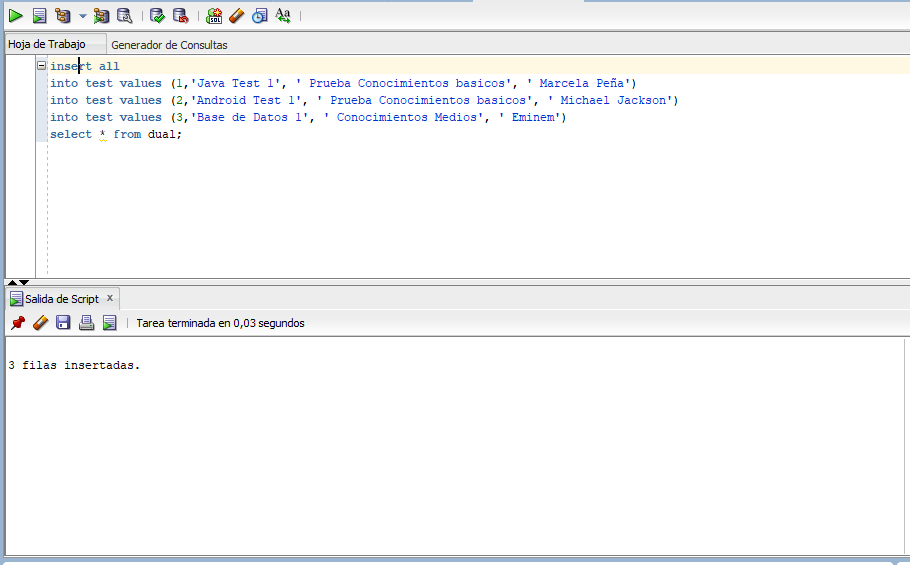 Hoja de Trabajo Generador de Consultas
insert all
into test values (1,'Java Test 1', ' Prueba Conocimientos basicos', ' Marcela Peña')
into test values (2,'Android Test 1', ' Prueba Conocimientos basicos', ' Michael Jackson')
into test values (3,'Base de Datos 1', ' Conocimientos Medios', ' Eminem')
select * from dual;
Salida de Script x
Tarea terminada en 0,03 segundos
3 filas insertadas.